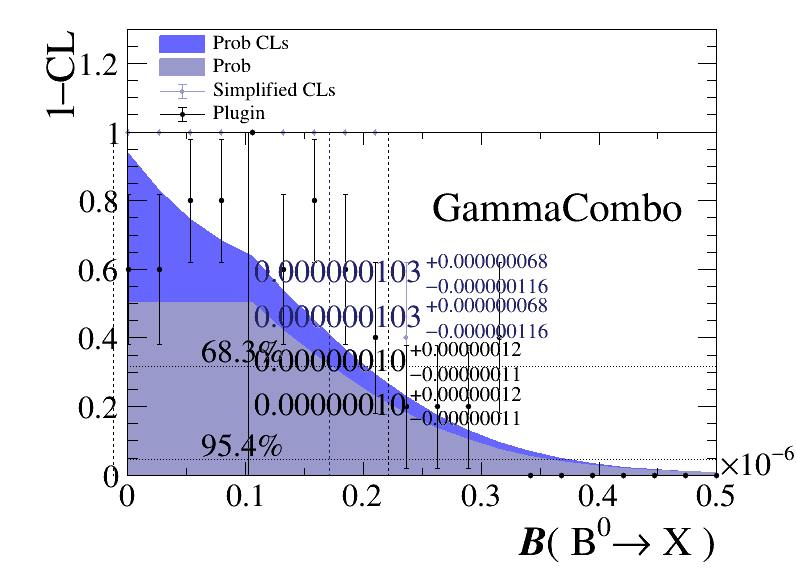 1–CL
Prob CLs
Prob
Simplified CLs
Plugin
1.2
1
0.8
0.6
0.4
0.2
0
GammaCombo
0.000000103 +0.000000068 −0.000000116
0.000000103 +0.000000068 −0.000000116
0.00000010 +0.00000012 −0.00000011
0.00000010 +0.00000012 −0.00000011
68.3%
95.4%
0 0.1 0.2 0.3 0.4 0.5
×10⁻⁶
B( B⁰→ X )